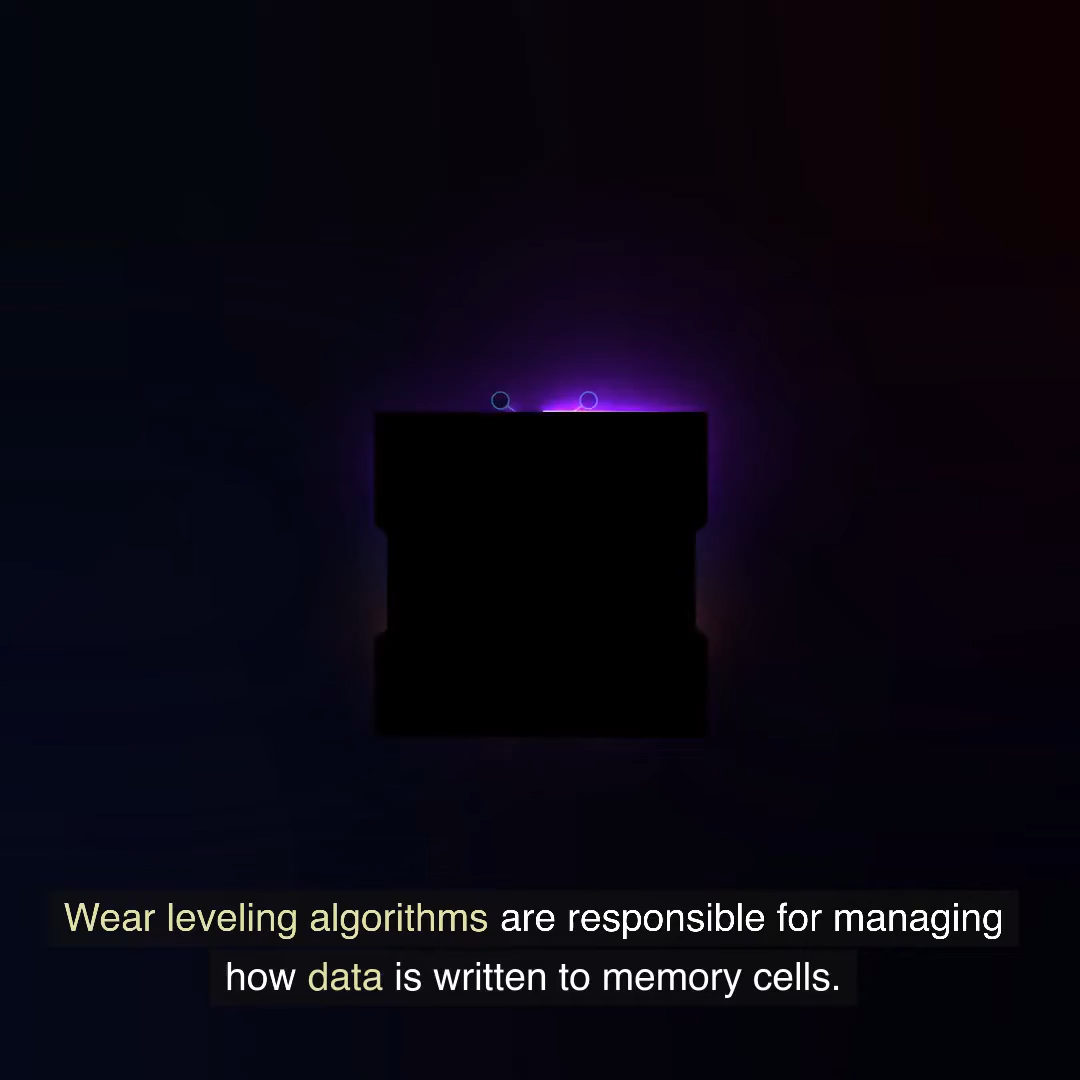 Wear leveling algorithms are responsible for managing
how data is written to memory cells.